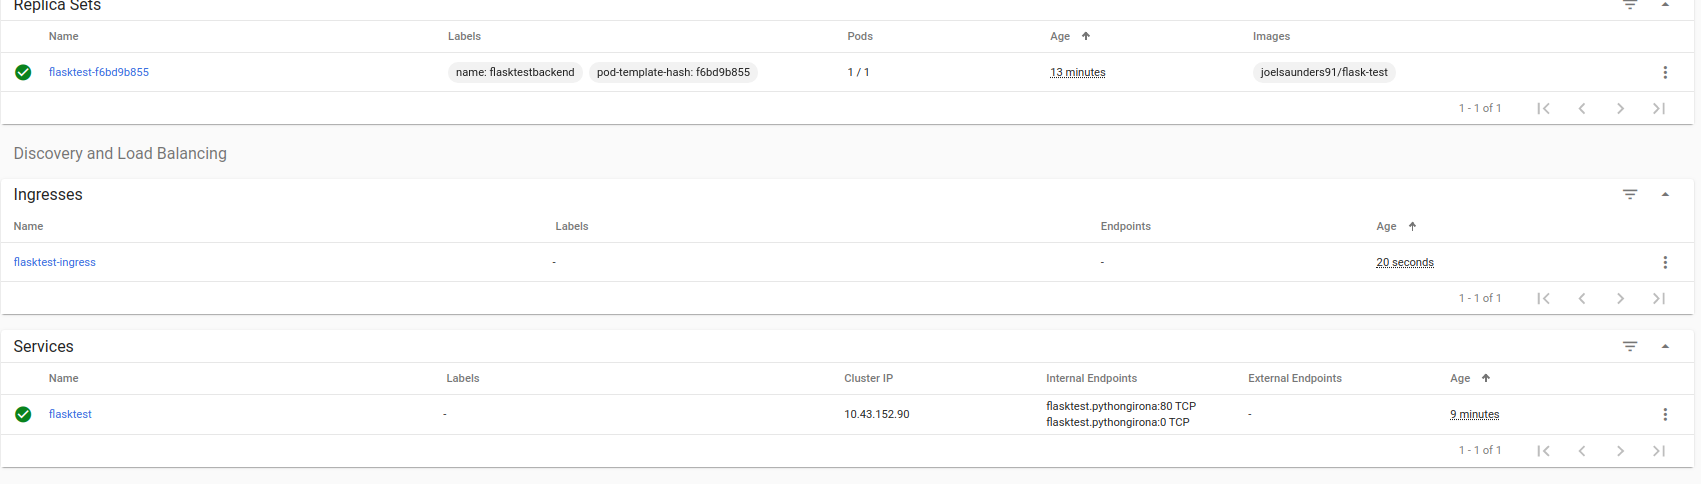 Replica Sets
Name Labels Pods Age Images
flasktest-f6bd9b855 name: flasktestbackend pod-template-hash: f6bd9b855 1 / 1 13 minutes joelsaunders91/flask-test
1 - 1 of 1
Discovery and Load Balancing
Ingresses
Name Labels Endpoints Age
flasktest-ingress - - 20 seconds
1 - 1 of 1
Services
Name Labels Cluster IP Internal Endpoints External Endpoints Age
flasktest - 10.43.152.90 flasktest.pythongirona:80 TCP - 9 minutes
flasktest.pythongirona:0 TCP
1 - 1 of 1